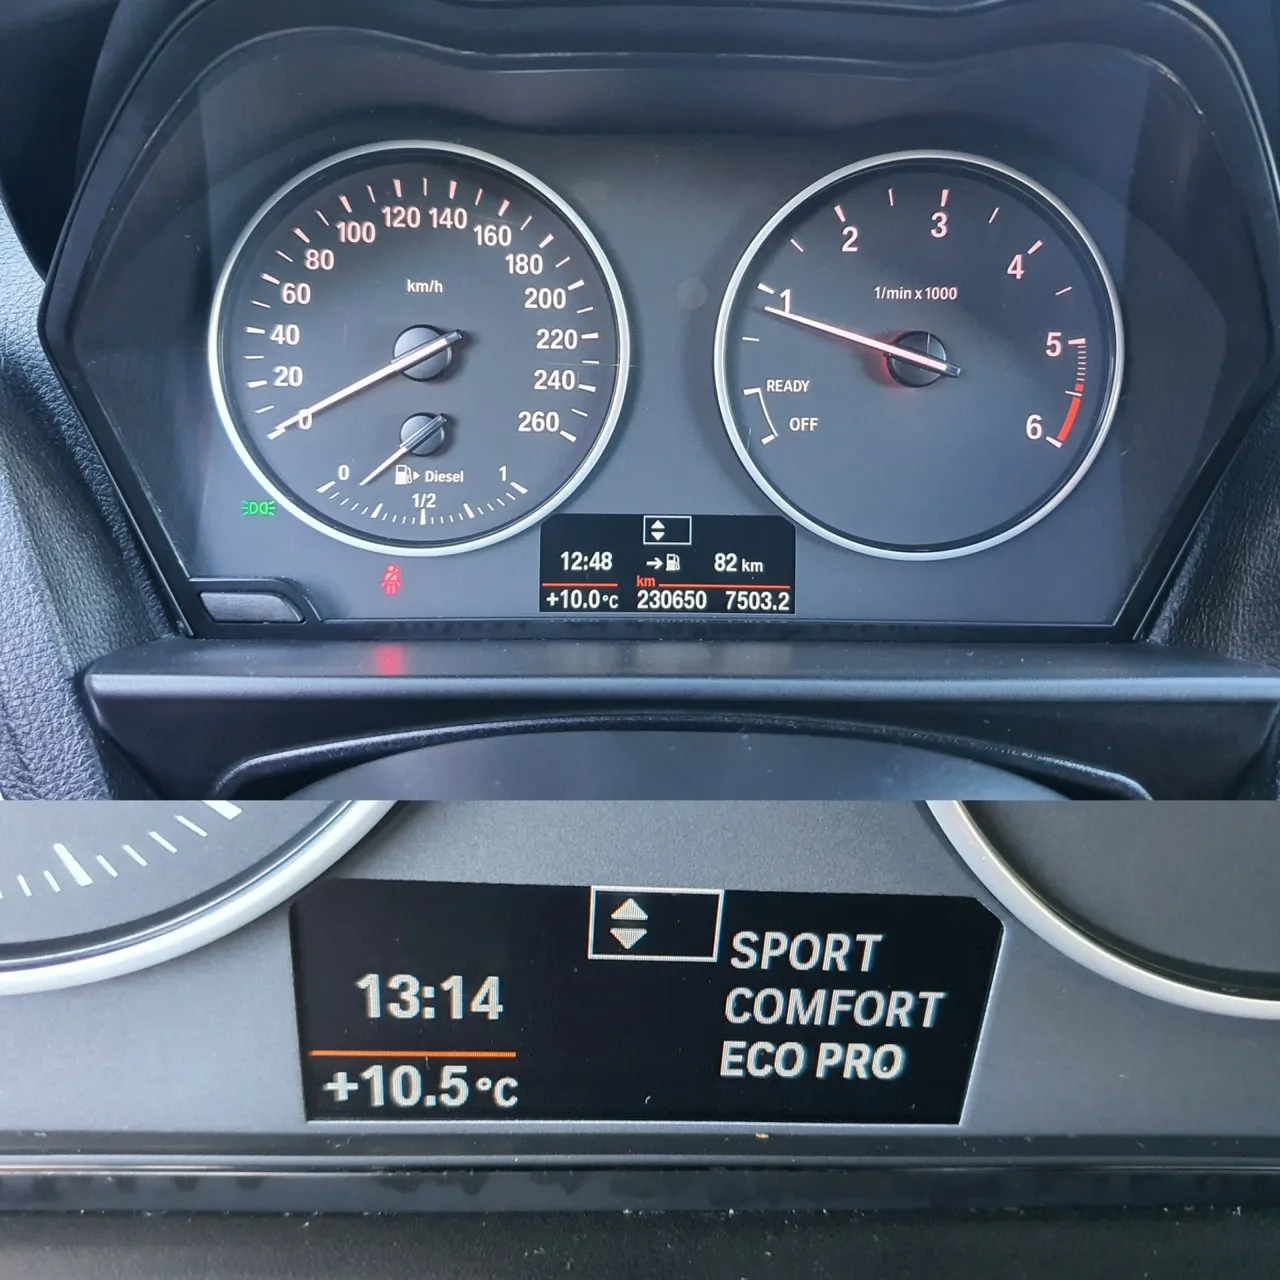 0
20
40
60
80
100
120
140
160
180
200
220
240
260
km/h
0
Diesel
1/2
1
1
2
3
4
5
6
1/min x 1000
READY
OFF
12:48
82 km
km
+10.0°C
230650
7503.2
13:14
+10.5°C
SPORT
COMFORT
ECO PRO